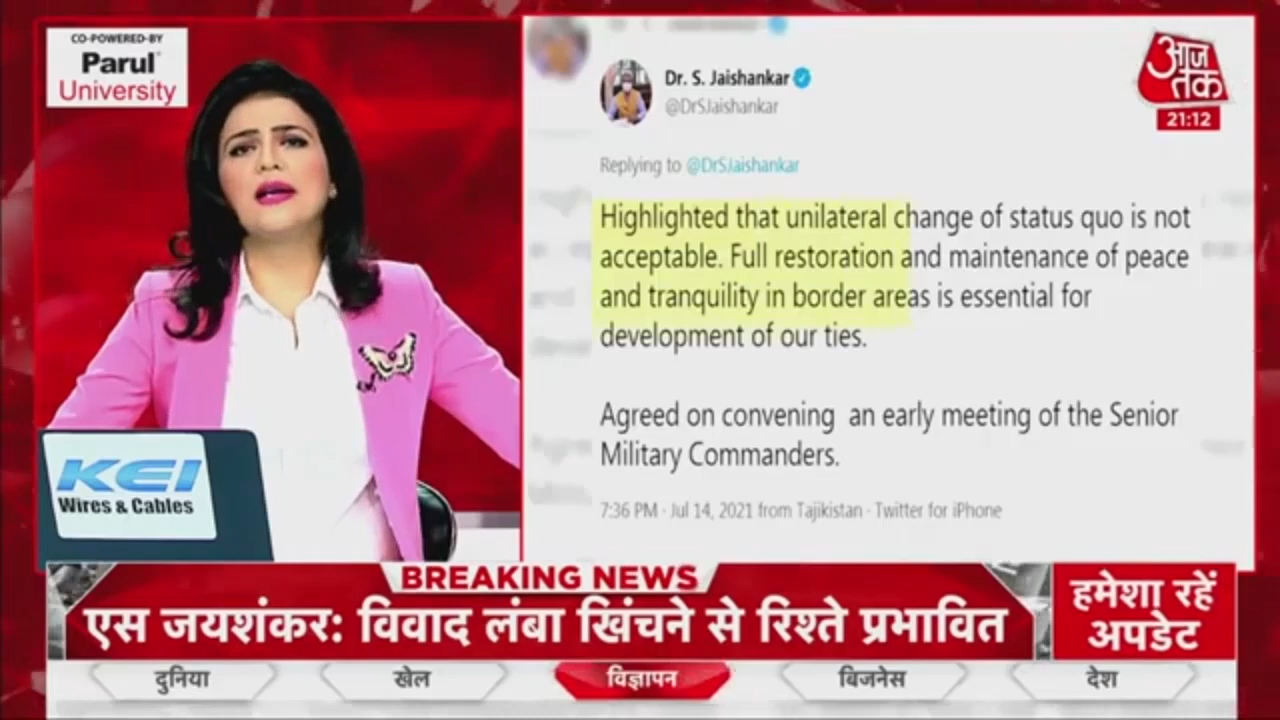 CO-POWERED-BY
Parul
University
Dr. S. Jaishankar
@DrSJaishankar
आज
तक
21:12
Replying to @DrSJaishankar
Highlighted that unilateral change of status quo is not
acceptable. Full restoration and maintenance of peace
and tranquility in border areas is essential for
development of our ties.
Agreed on convening an early meeting of the Senior
Military Commanders.
7:36 PM · Jul 14, 2021 from Tajikistan · Twitter for iPhone
KEI
Wires & Cables
BREAKING NEWS
एस जयशंकर: विवाद लंबा खिंचने से रिश्ते प्रभावित
हमेशा रहें
अपडेट
दुनिया
खेल
विज्ञापन
बिजनेस
देश